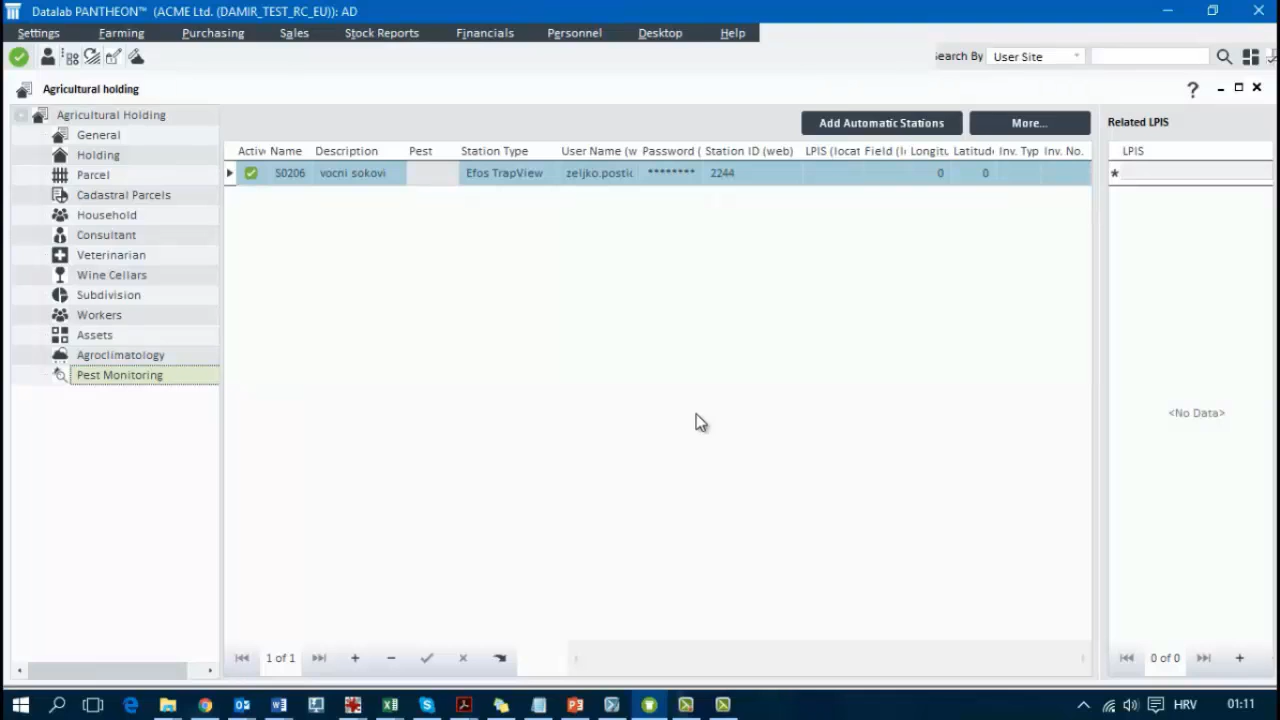 Datalab PANTHEON™ (ACME Ltd. (DAMIR_TEST_RC_EU)): AD
Settings Farming Purchasing Sales Stock Reports Financials Personnel Desktop Help
earch By User Site
Agricultural holding ?
Agricultural Holding
General
Holding
Parcel
Cadastral Parcels
Household
Consultant
Veterinarian
Wine Cellars
Subdivision
Workers
Assets
Agroclimatology
Pest Monitoring
Add Automatic Stations More...
Activ Name Description Pest Station Type User Name (w Password ( Station ID (web) LPIS (locat Field (l Longitu Latitude Inv. Typ Inv. No.
S0206 vocni sokovi Efos TrapView zeljko.postic ******** 2244 0 0
Related LPIS
LPIS
*
<No Data>
1 of 1
0 of 0
HRV 01:11